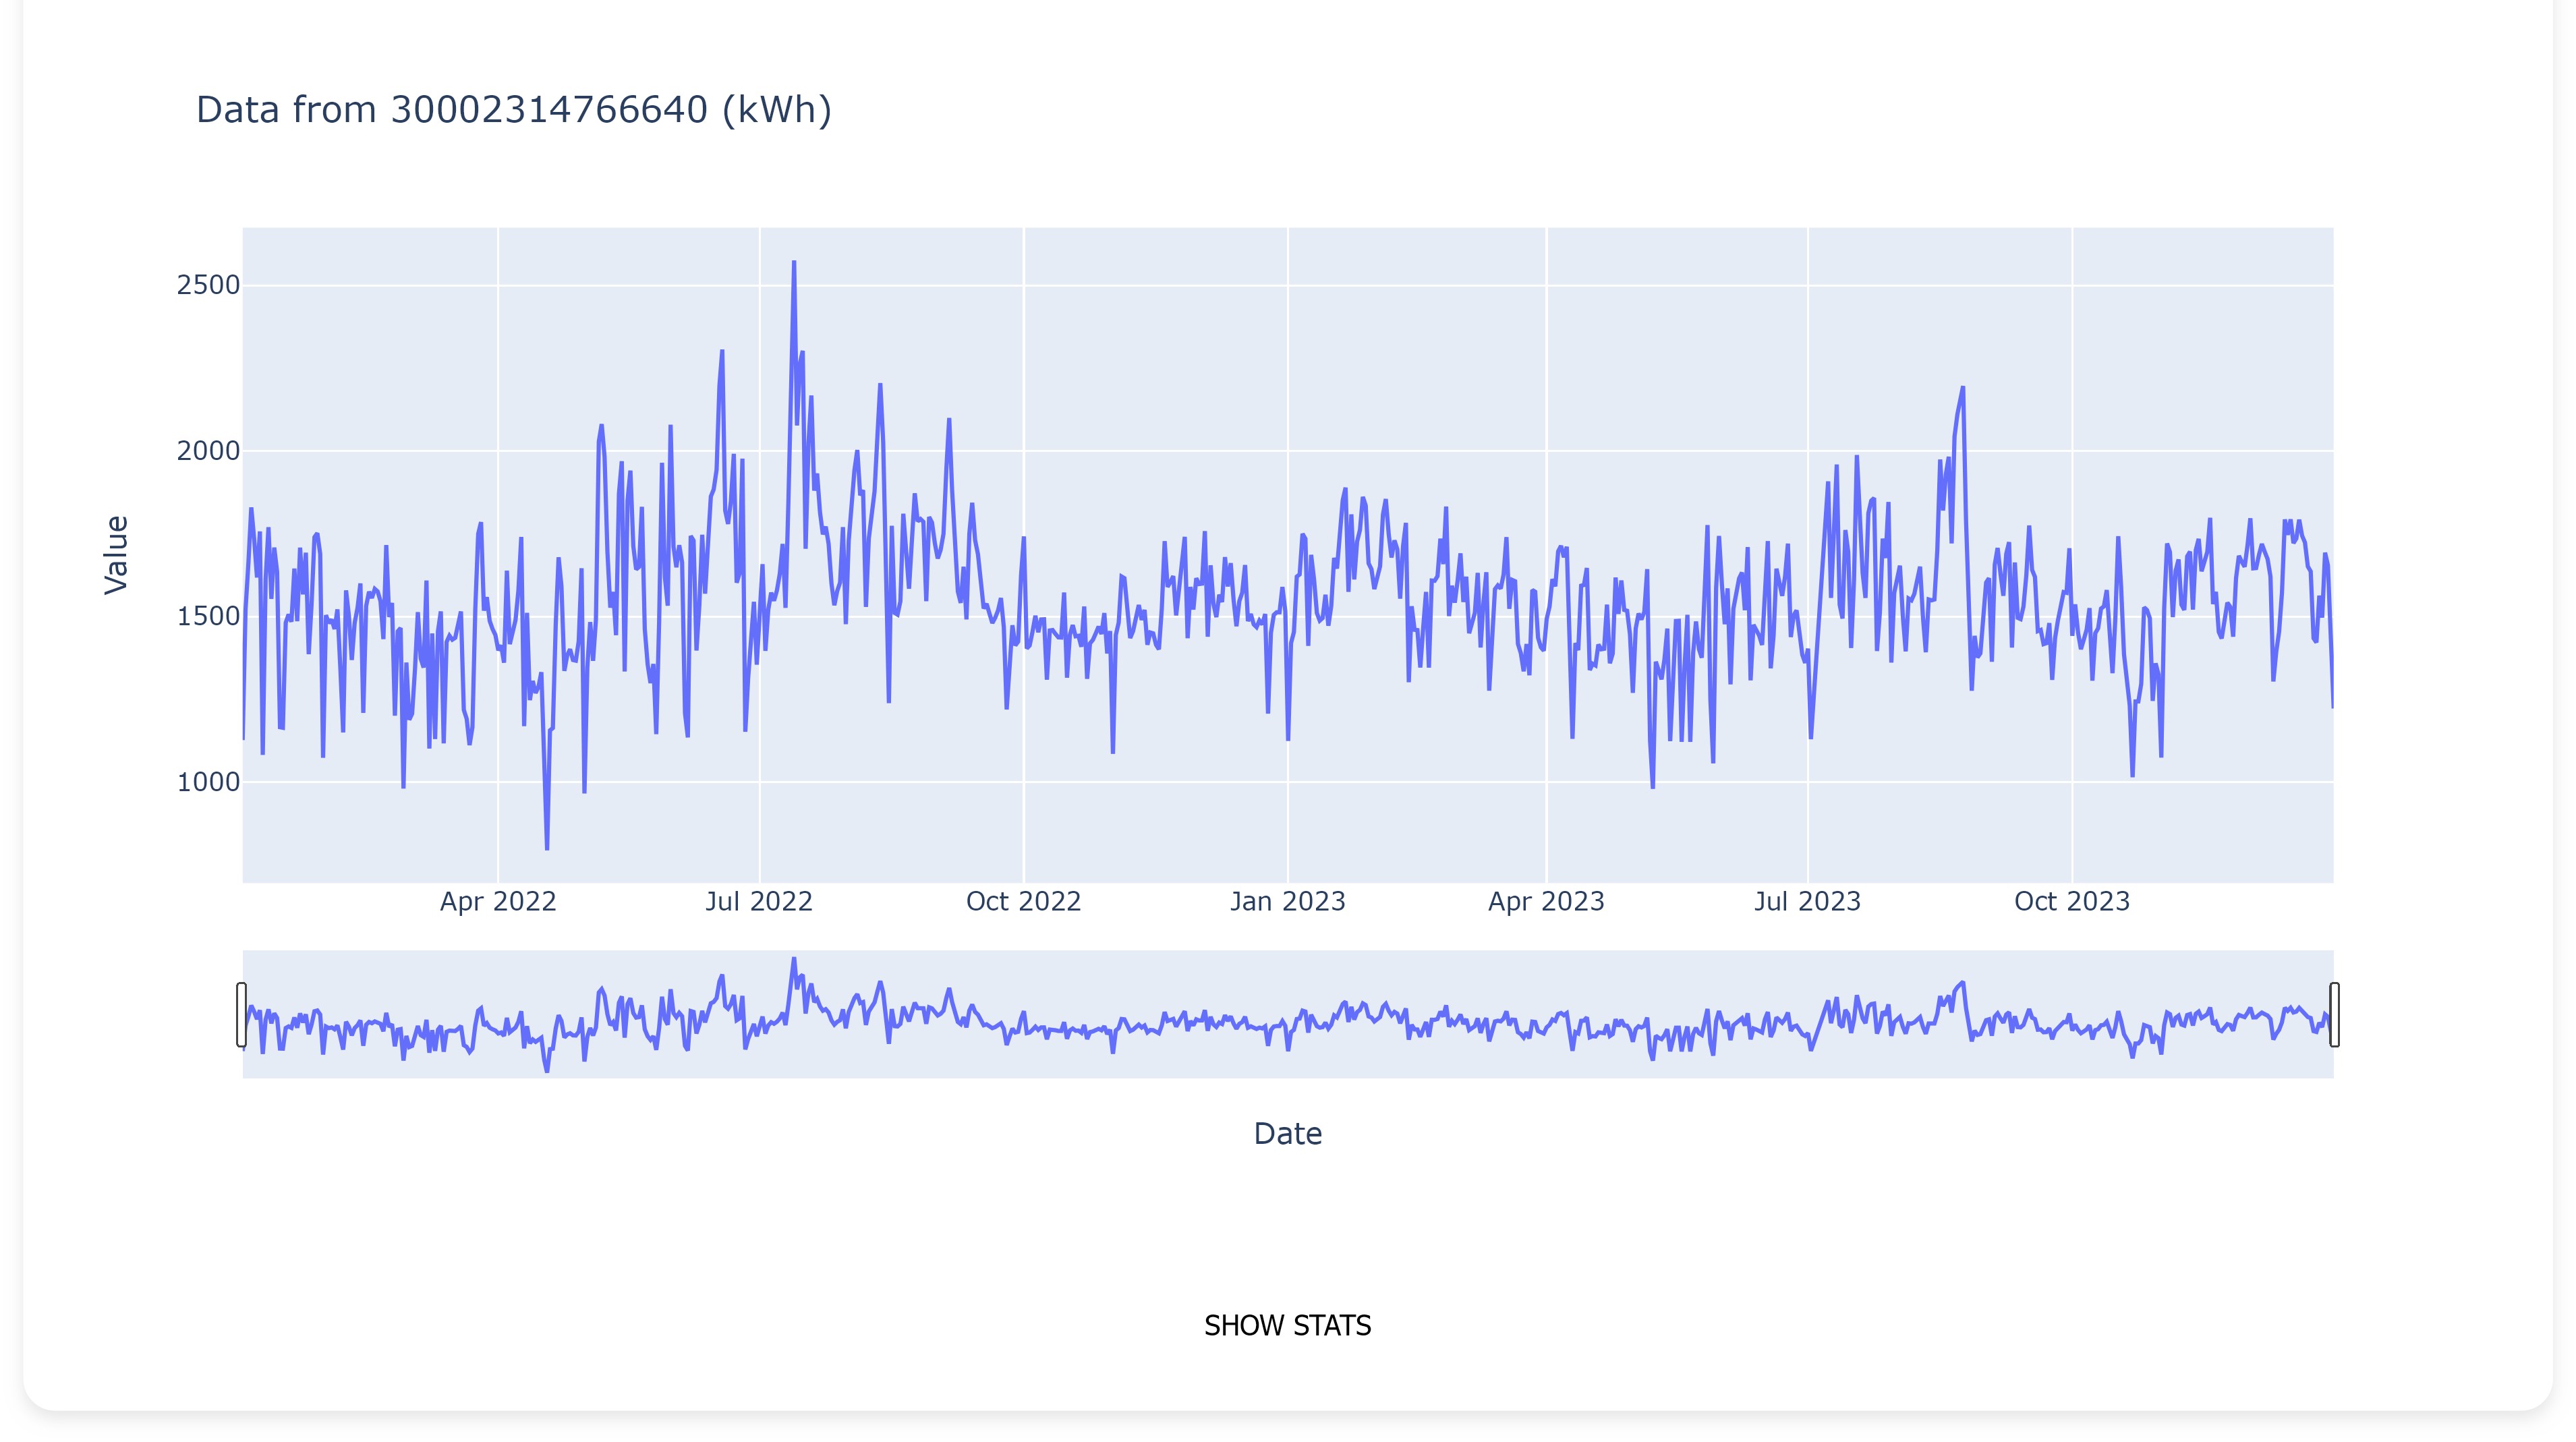 Data from 30002314766640 (kWh)
2500
2000
1500
1000
Value
Apr 2022
Jul 2022
Oct 2022
Jan 2023
Apr 2023
Jul 2023
Oct 2023
Date
SHOW STATS